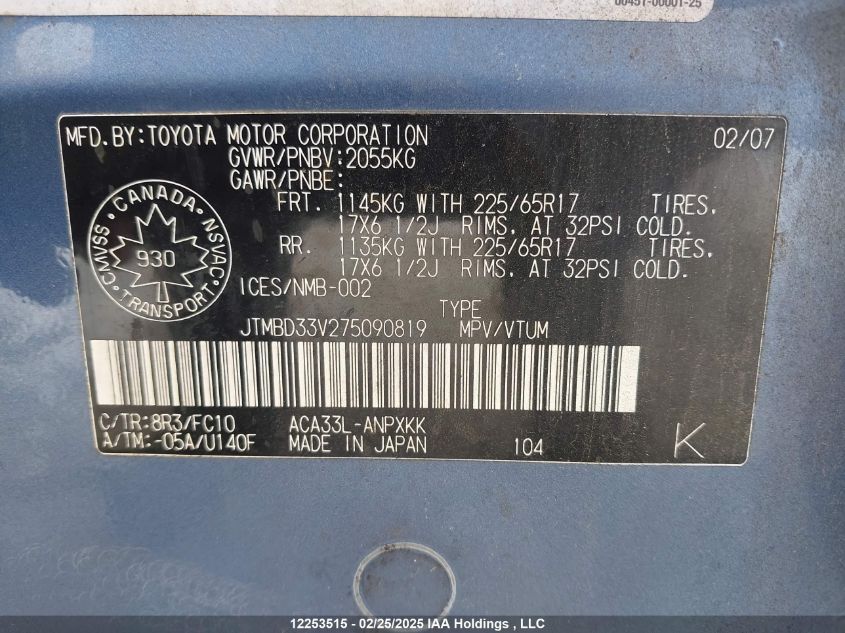 00451-00001-25
MFD.BY:TOYOTA MOTOR CORPORATION 02/07
GVWR/PNBV:2055KG
GAWR/PNBE:
FRT. 1145KG WITH 225/65R17 TIRES,
17X6 1/2J RIMS, AT 32PSI COLD.
RR. 1135KG WITH 225/65R17 TIRES,
17X6 1/2J RIMS, AT 32PSI COLD.
CANADA
CMVSS NSVAC
930
TRANSPORT
ICES/NMB-002
TYPE
JTMBD33V275090819 MPV/VTUM
C/TR:8R3/FC10 ACA33L-ANPXKK
A/TM:-05A/U140F MADE IN JAPAN 104 K
12253515 - 02/25/2025 IAA Holdings , LLC